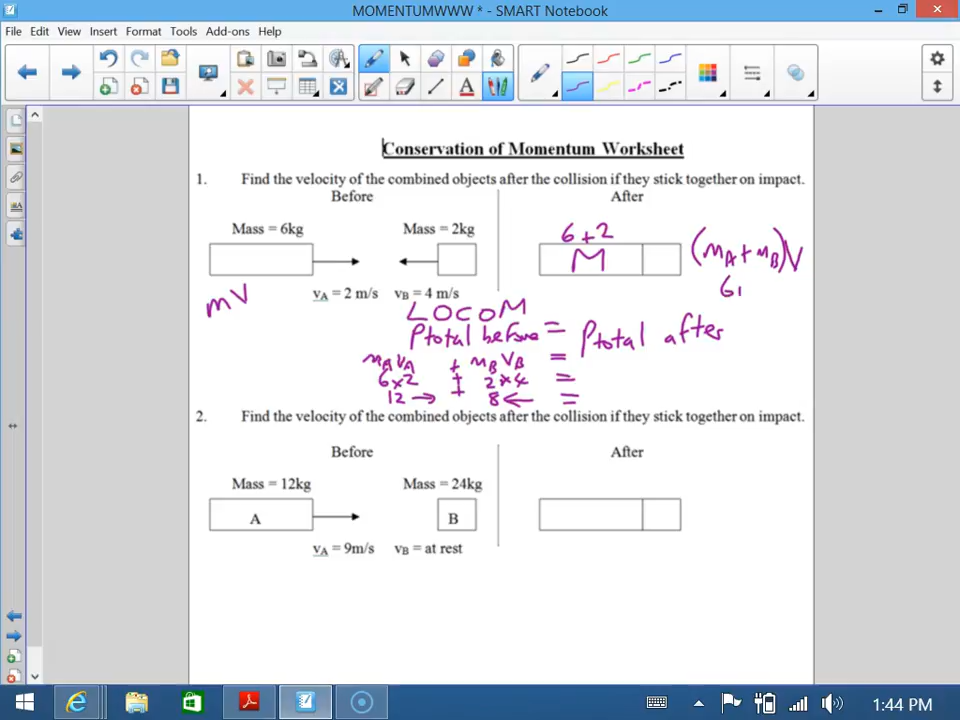 MOMENTUMWWW * - SMART Notebook
File Edit View Insert Format Tools Add-ons Help
Conservation of Momentum Worksheet
1. Find the velocity of the combined objects after the collision if they stick together on impact.
Before After
Mass = 6kg Mass = 2kg 6+2
M (mA+mB)V
mV vA = 2 m/s vB = 4 m/s 6
LOCOM
Ptotal before = Ptotal after
mAVA + mBVB =
6x2 + 2x4 =
12 → + 8 ← =
2. Find the velocity of the combined objects after the collision if they stick together on impact.
Before After
Mass = 12kg Mass = 24kg
A B
vA = 9m/s vB = at rest
1:44 PM